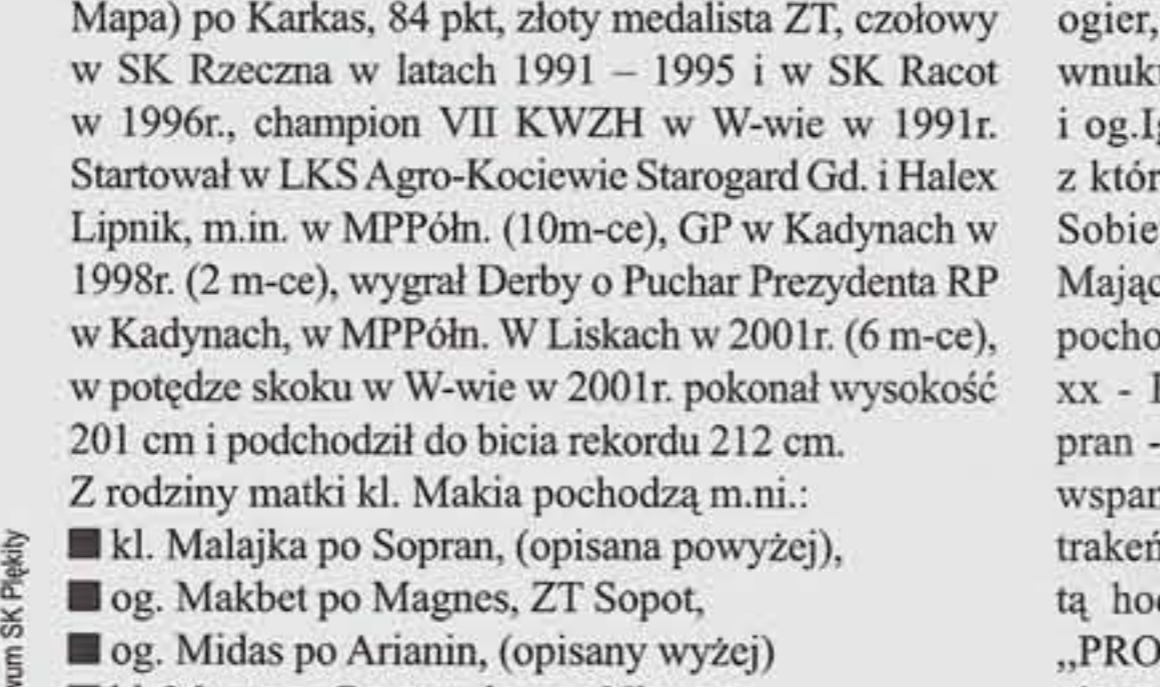 Mapa) po Karkas, 84 pkt, złoty medalista ZT, czołowy
w SK Rzeczna w latach 1991 – 1995 i w SK Racot
w 1996r., champion VII KWZH w W-wie w 1991r.
Startował w LKS Agro-Kociewie Starogard Gd. i Halex
Lipnik, m.in. w MPPółn. (10m-ce), GP w Kadynach w
1998r. (2 m-ce), wygrał Derby o Puchar Prezydenta RP
w Kadynach, w MPPółn. W Liskach w 2001r. (6 m-ce),
w potędze skoku w W-wie w 2001r. pokonał wysokość
201 cm i podchodził do bicia rekordu 212 cm.
Z rodziny matki kl. Makia pochodzą m.ni.:
■ kl. Malajka po Sopran, (opisana powyżej),
■ og. Makbet po Magnes, ZT Sopot,
■ og. Midas po Arianin, (opisany wyżej)
SK Plękity
ogier,
wnuk
i og.Ig
z któr
Sobie
Mając
pocho
xx -
pran -
wspan
trakeń
tą hod
„PRO